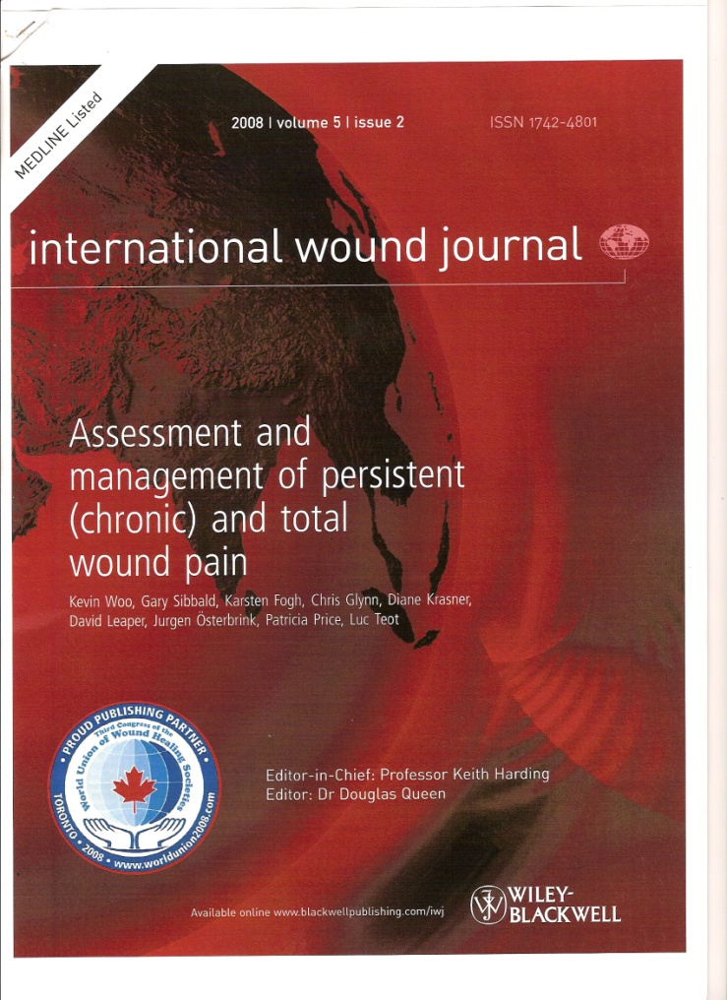 MEDLINE Listed
2008 | volume 5 | issue 2
ISSN 1742-4801
international wound journal
Assessment and
management of persistent
(chronic) and total
wound pain
Kevin Woo, Gary Sibbald, Karsten Fogh, Chris Glynn, Diane Krasner,
David Leaper, Jurgen Österbrink, Patricia Price, Luc Teot
• PROUD PUBLISHING PARTNER •
Third Congress of the
World Union of Wound Healing Societies
TORONTO • 2008 • www.worldunion2008.com
Editor-in-Chief: Professor Keith Harding
Editor: Dr Douglas Queen
Available online www.blackwellpublishing.com/iwj
WILEY-
BLACKWELL